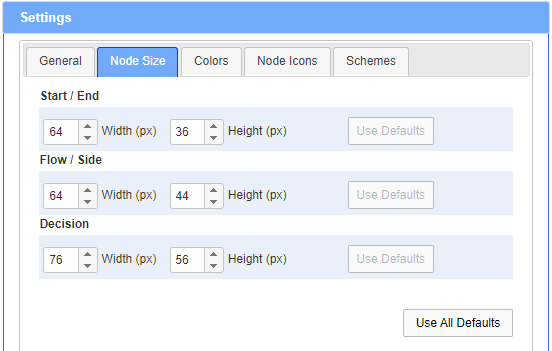 Settings
General Node Size Colors Node Icons Schemes
Start / End
64 Width (px) 36 Height (px) Use Defaults
Flow / Side
64 Width (px) 44 Height (px) Use Defaults
Decision
76 Width (px) 56 Height (px) Use Defaults
Use All Defaults